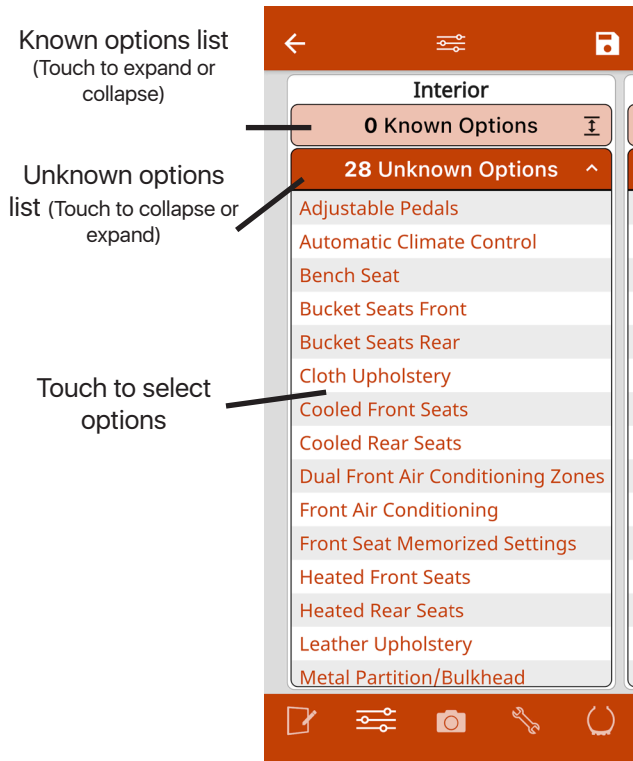 Known options list
(Touch to expand or
collapse)
Unknown options
list (Touch to collapse or
expand)
Touch to select
options
Interior
0 Known Options
28 Unknown Options
Adjustable Pedals
Automatic Climate Control
Bench Seat
Bucket Seats Front
Bucket Seats Rear
Cloth Upholstery
Cooled Front Seats
Cooled Rear Seats
Dual Front Air Conditioning Zones
Front Air Conditioning
Front Seat Memorized Settings
Heated Front Seats
Heated Rear Seats
Leather Upholstery
Metal Partition/Bulkhead